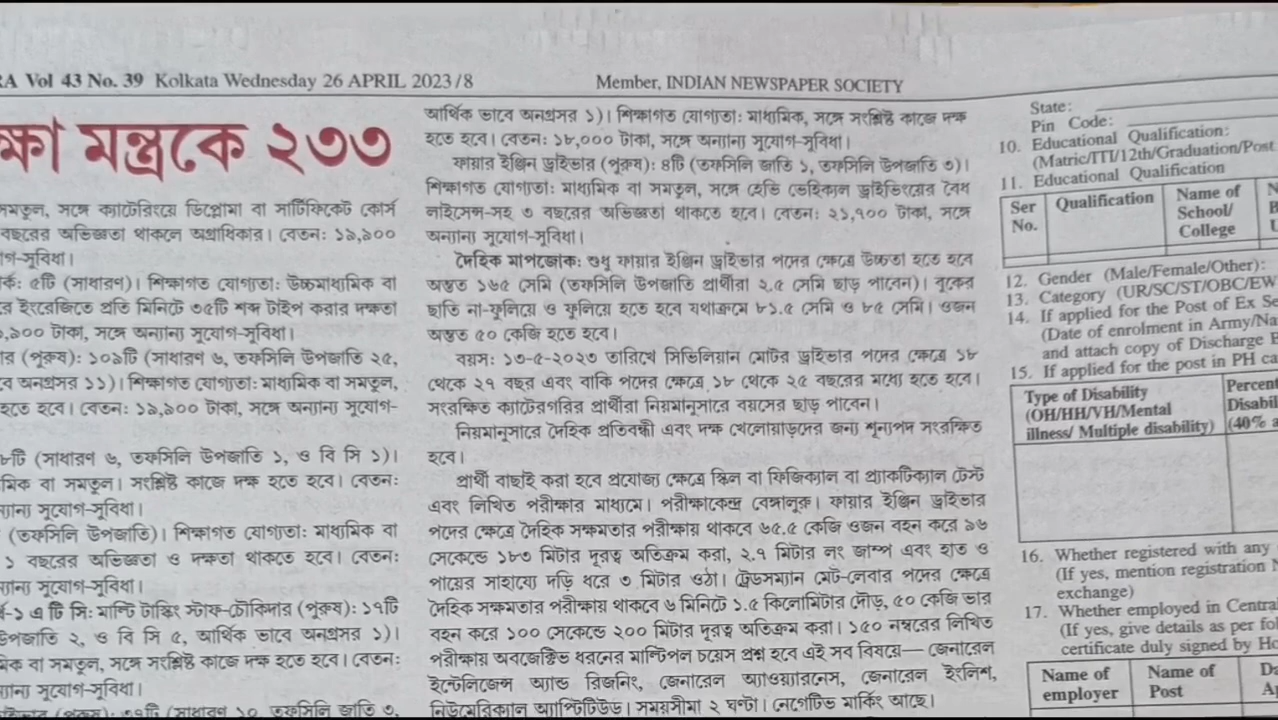 RA Vol 43 No. 39 Kolkata Wednesday 26 APRIL 2023/8
Member, INDIAN NEWSPAPER SOCIETY
ক্ষা মন্ত্রকে ২৩৩
সমতুল, সঙ্গে ক্যাটেরিংয়ে ডিপ্লোমা বা সার্টিফিকেট কোর্স
বছরের অভিজ্ঞতা থাকলে অগ্রাধিকার। বেতন: ১৯,৯০০
গ-সুবিধা।
র্ক: ৫টি (সাধারণ)। শিক্ষাগত যোগ্যতা: উচ্চমাধ্যমিক বা
র ইংরেজিতে প্রতি মিনিটে ৩৫টি শব্দ টাইপ করার দক্ষতা
৯,৯০০ টাকা, সঙ্গে অন্যান্য সুযোগ-সুবিধা।
ার (পুরুষ): ১০৯টি (সাধারণ ৬, তফসিলি উপজাতি ২৫,
বে অনগ্রসর ১১)। শিক্ষাগত যোগ্যতা: মাধ্যমিক বা সমতুল,
হতে হবে। বেতন: ১৯,৯০০ টাকা, সঙ্গে অন্যান্য সুযোগ-
৮টি (সাধারণ ৬, তফসিলি উপজাতি ১, ও বি সি ১)।
মিক বা সমতুল। সংশ্লিষ্ট কাজে দক্ষ হতে হবে। বেতন:
ন্যান্য সুযোগ-সুবিধা।
(তফসিলি উপজাতি)। শিক্ষাগত যোগ্যতা: মাধ্যমিক বা
১ বছরের অভিজ্ঞতা ও দক্ষতা থাকতে হবে। বেতন:
ন্যান্য সুযোগ-সুবিধা।
র্থ-১ এ টি সি: মাল্টি টাস্কিং স্টাফ-চৌকিদার (পুরুষ): ১৭টি
উপজাতি ২, ও বি সি ৫, আর্থিক ভাবে অনগ্রসর ১)।
মিক বা সমতুল, সঙ্গে সংশ্লিষ্ট কাজে দক্ষ হতে হবে। বেতন:
ন্যান্য সুযোগ-সুবিধা।
(পুরুষ): ৩৭টি (সাধারণ ১০, তফসিলি জাতি ৩,
আর্থিক ভাবে অনগ্রসর ১)। শিক্ষাগত যোগ্যতা: মাধ্যমিক, সঙ্গে সংশ্লিষ্ট কাজে দক্ষ
হতে হবে। বেতন: ১৮,০০০ টাকা, সঙ্গে অন্যান্য সুযোগ-সুবিধা।
ফায়ার ইঞ্জিন ড্রাইভার (পুরুষ): ৪টি (তফসিলি জাতি ১, তফসিলি উপজাতি ৩)।
শিক্ষাগত যোগ্যতা: মাধ্যমিক বা সমতুল, সঙ্গে হেভি ভেহিকাল ড্রাইভিংয়ের বৈধ
লাইসেন্স-সহ ৩ বছরের অভিজ্ঞতা থাকতে হবে। বেতন: ২১,৭০০ টাকা, সঙ্গে
অন্যান্য সুযোগ-সুবিধা।
দৈহিক মাপজোক: শুধু ফায়ার ইঞ্জিন ড্রাইভার পদের ক্ষেত্রে উচ্চতা হতে হবে
অন্তত ১৬৫ সেমি (তফসিলি উপজাতি প্রার্থীরা ২.৫ সেমি ছাড় পাবেন)। বুকের
ছাতি না-ফুলিয়ে ও ফুলিয়ে হতে হবে যথাক্রমে ৮১.৫ সেমি ও ৮৫ সেমি। ওজন
অন্তত ৫০ কেজি হতে হবে।
বয়স: ১৩-৫-২০২৩ তারিখে সিভিলিয়ান মোটর ড্রাইভার পদের ক্ষেত্রে ১৮
থেকে ২৭ বছর এবং বাকি পদের ক্ষেত্রে ১৮ থেকে ২৫ বছরের মধ্যে হতে হবে।
সংরক্ষিত ক্যাটেরগরির প্রার্থীরা নিয়মানুসারে বয়সের ছাড় পাবেন।
নিয়মানুসারে দৈহিক প্রতিবন্ধী এবং দক্ষ খেলোয়াড়দের জন্য শূন্যপদ সংরক্ষিত
হবে।
প্রার্থী বাছাই করা হবে প্রযোজ্য ক্ষেত্রে স্কিল বা ফিজিক্যাল বা প্র্যাকটিক্যাল টেস্ট
এবং লিখিত পরীক্ষার মাধ্যমে। পরীক্ষাকেন্দ্র বেঙ্গালুরু। ফায়ার ইঞ্জিন ড্রাইভার
পদের ক্ষেত্রে দৈহিক সক্ষমতার পরীক্ষায় থাকবে ৬৫.৫ কেজি ওজন বহন করে ৯৬
সেকেন্ডে ১৮৩ মিটার দূরত্ব অতিক্রম করা, ২.৭ মিটার লং জাম্প এবং হাত ও
পায়ের সাহায্যে দড়ি ধরে ৩ মিটার ওঠা। ট্রেডসম্যান মেট-লেবার পদের ক্ষেত্রে
দৈহিক সক্ষমতার পরীক্ষায় থাকবে ৬ মিনিটে ১.৫ কিলোমিটার দৌড়, ৫০ কেজি ভার
বহন করে ১০০ সেকেন্ডে ২০০ মিটার দূরত্ব অতিক্রম করা। ১৫০ নম্বরের লিখিত
পরীক্ষায় অবজেক্টিভ ধরনের মাল্টিপল চয়েস প্রশ্ন হবে এই সব বিষয়ে— জেনারেল
ইন্টেলিজেন্স অ্যান্ড রিজনিং, জেনারেল অ্যাওয়্যারনেস, জেনারেল ইংলিশ,
নিউমেরিক্যাল অ্যাপ্টিটিউড। সময়সীমা ২ ঘণ্টা। নেগেটিভ মার্কিং আছে।
State:
Pin Code:
10. Educational Qualification:
(Matric/ITI/12th/Graduation/Post
11. Educational Qualification
Ser No. Qualification Name of School/ College
12. Gender (Male/Female/Other):
13. Category (UR/SC/ST/OBC/EW
14. If applied for the Post of Ex Se
(Date of enrolment in Army/Na
and attach copy of Discharge
15. If applied for the post in PH ca
Type of Disability (OH/HH/VH/Mental illness/ Multiple disability) Percent Disabil (40% a
16. Whether registered with any
(If yes, mention registration N
exchange)
17. Whether employed in Centra
(If yes, give details as per fol
certificate duly signed by Ho
Name of employer Name of Post Da